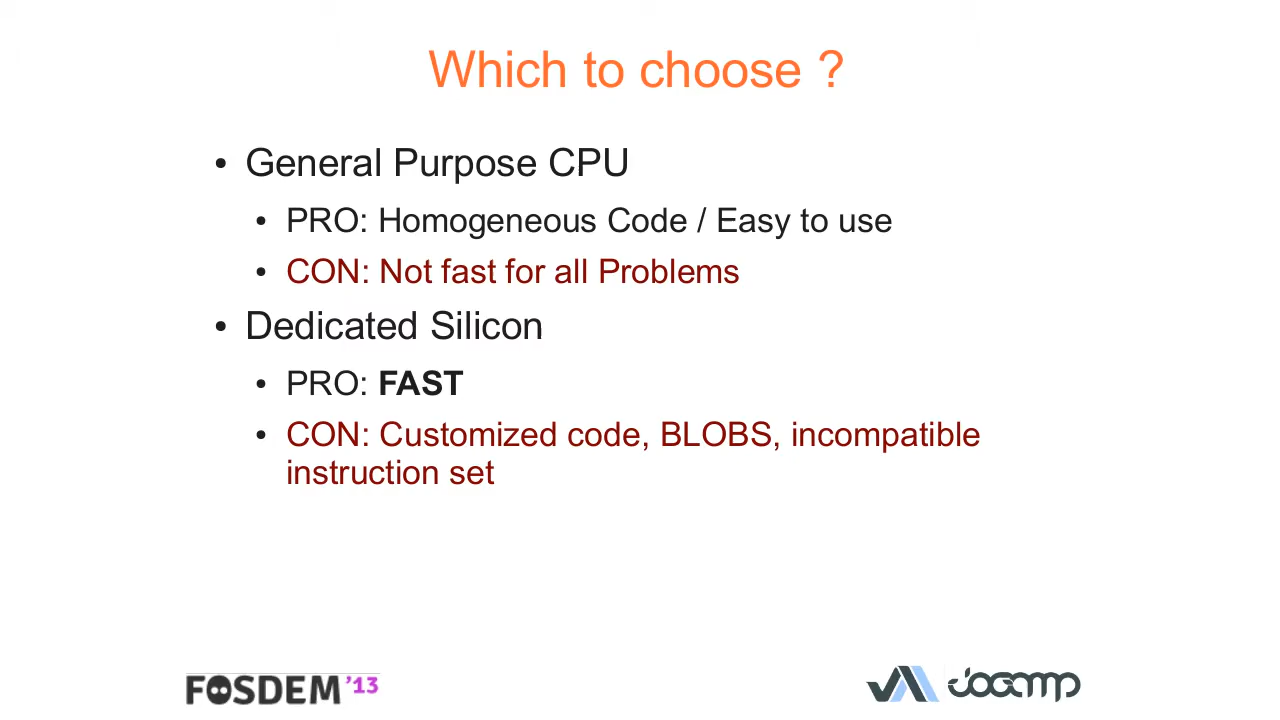 Which to choose ?
• General Purpose CPU
• PRO: Homogeneous Code / Easy to use
• CON: Not fast for all Problems
• Dedicated Silicon
• PRO: FAST
• CON: Customized code, BLOBS, incompatible
instruction set
FOSDEM '13
JOGAMP